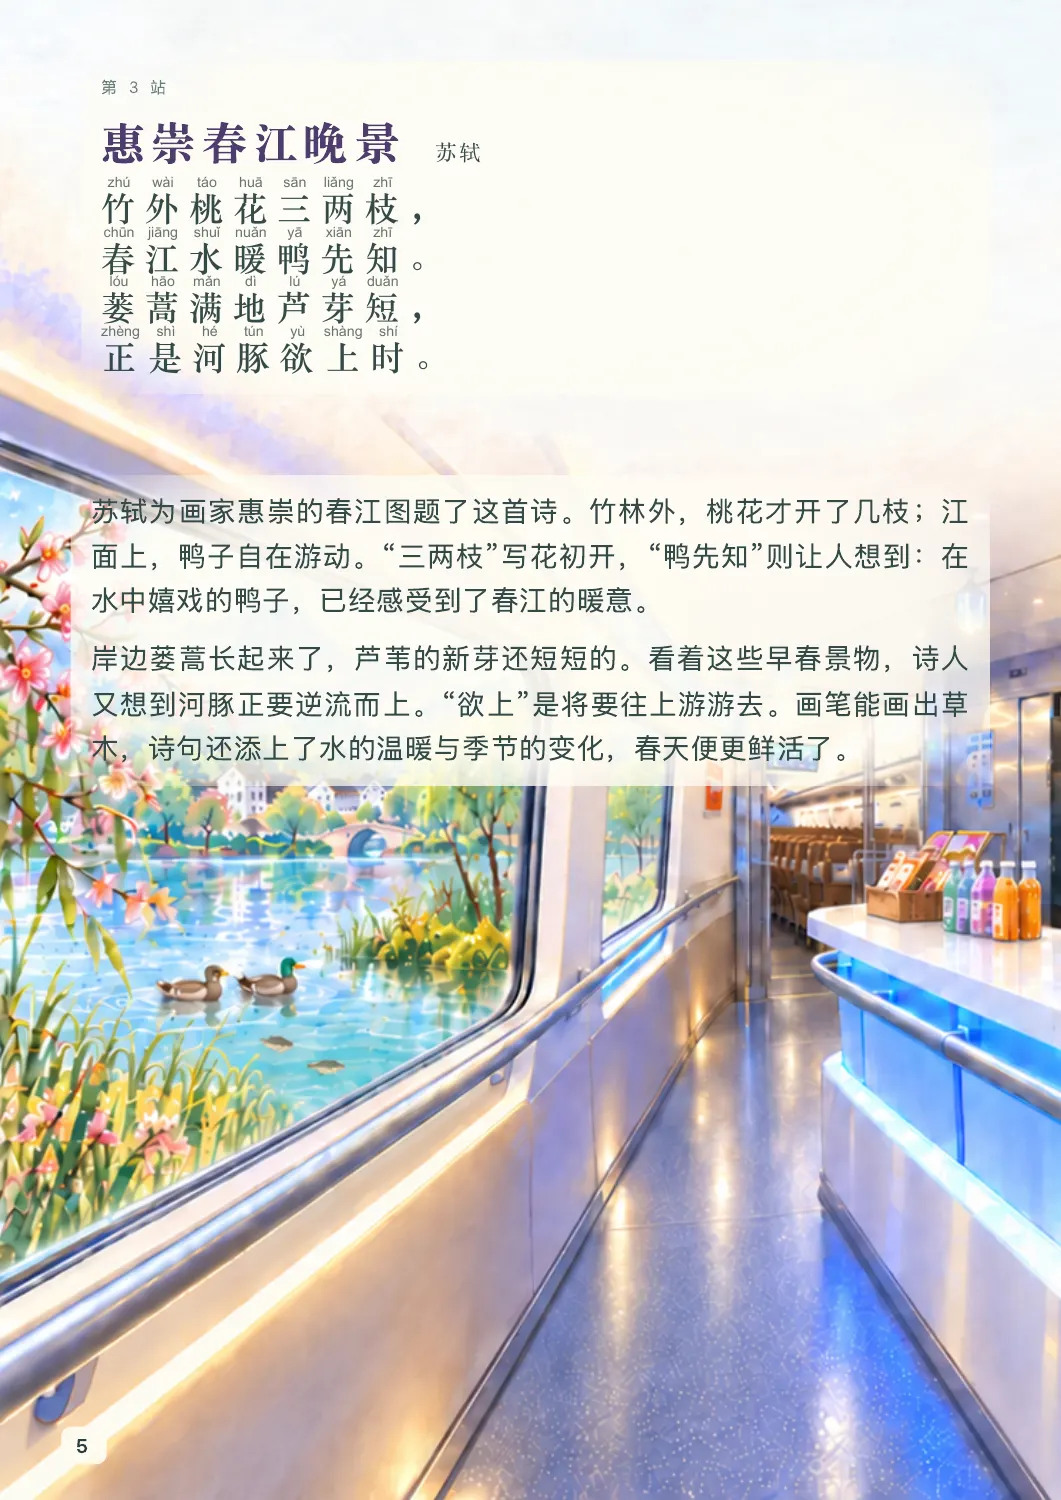 第 3 站
惠崇春江晚景 苏轼
zhú wài táo huā sān liǎng zhī
竹外桃花三两枝，
chūn jiāng shuǐ nuǎn yā xiān zhī
春江水暖鸭先知。
lóu hāo mǎn dì lú yá duǎn
蒌蒿满地芦芽短，
zhèng shì hé tún yù shàng shí
正是河豚欲上时。
苏轼为画家惠崇的春江图题了这首诗。竹林外，桃花才开了几枝；江
面上，鸭子自在游动。“三两枝”写花初开，“鸭先知”则让人想到：在
水中嬉戏的鸭子，已经感受到了春江的暖意。
岸边蒌蒿长起来了，芦苇的新芽还短短的。看着这些早春景物，诗人
又想到河豚正要逆流而上。“欲上”是将要往上游游去。画笔能画出草
木，诗句还添上了水的温暖与季节的变化，春天便更鲜活了。
5